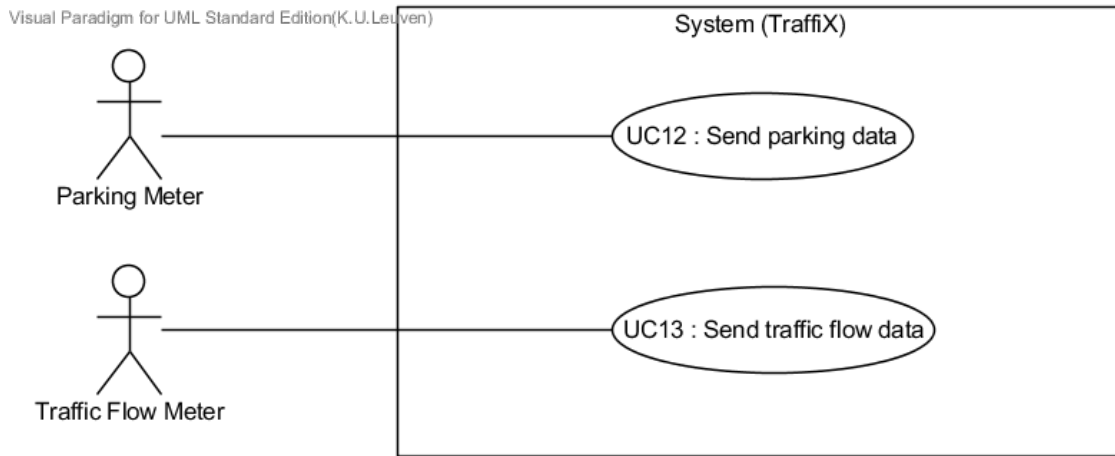 Visual Paradigm for UML Standard Edition(K.U.Leuven)
System (TraffiX)
UC12 : Send parking data
Parking Meter
UC13 : Send traffic flow data
Traffic Flow Meter